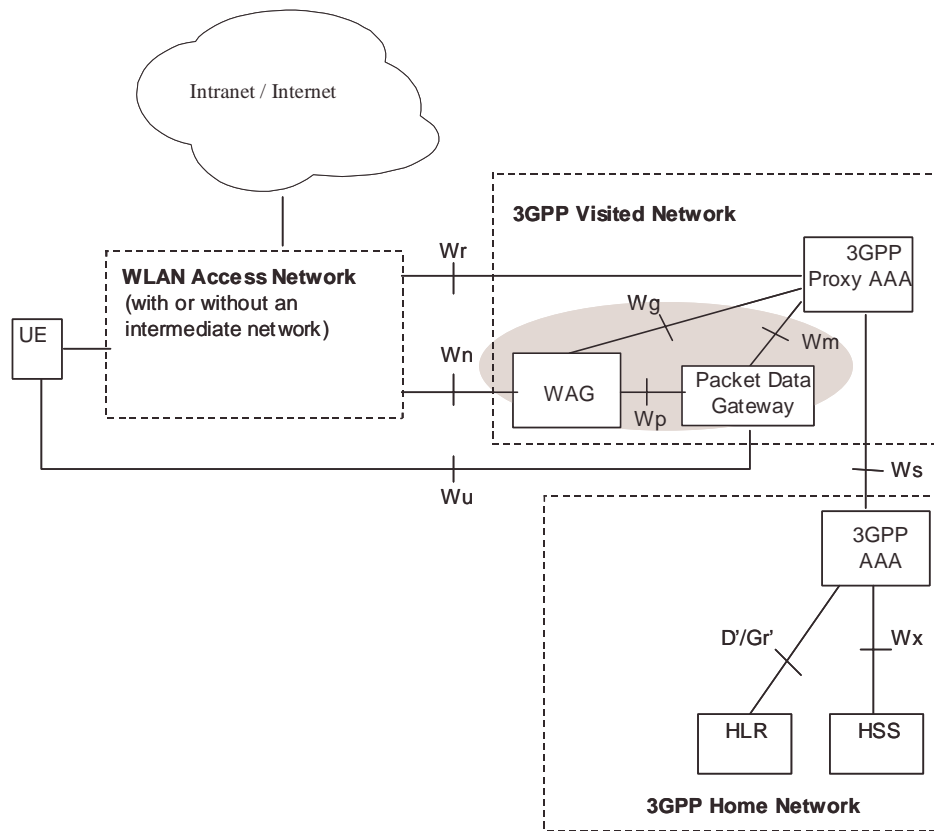 Intranet / Internet
3GPP Visited Network
Wr
3GPP
Proxy AAA
WLAN Access Network
(with or without an
intermediate network)
Wg
UE
Wm
Wn
WAG
Packet Data
Gateway
Wp
Wu
Ws
3GPP
AAA
D'/Gr'
Wx
HLR
HSS
3GPP Home Network